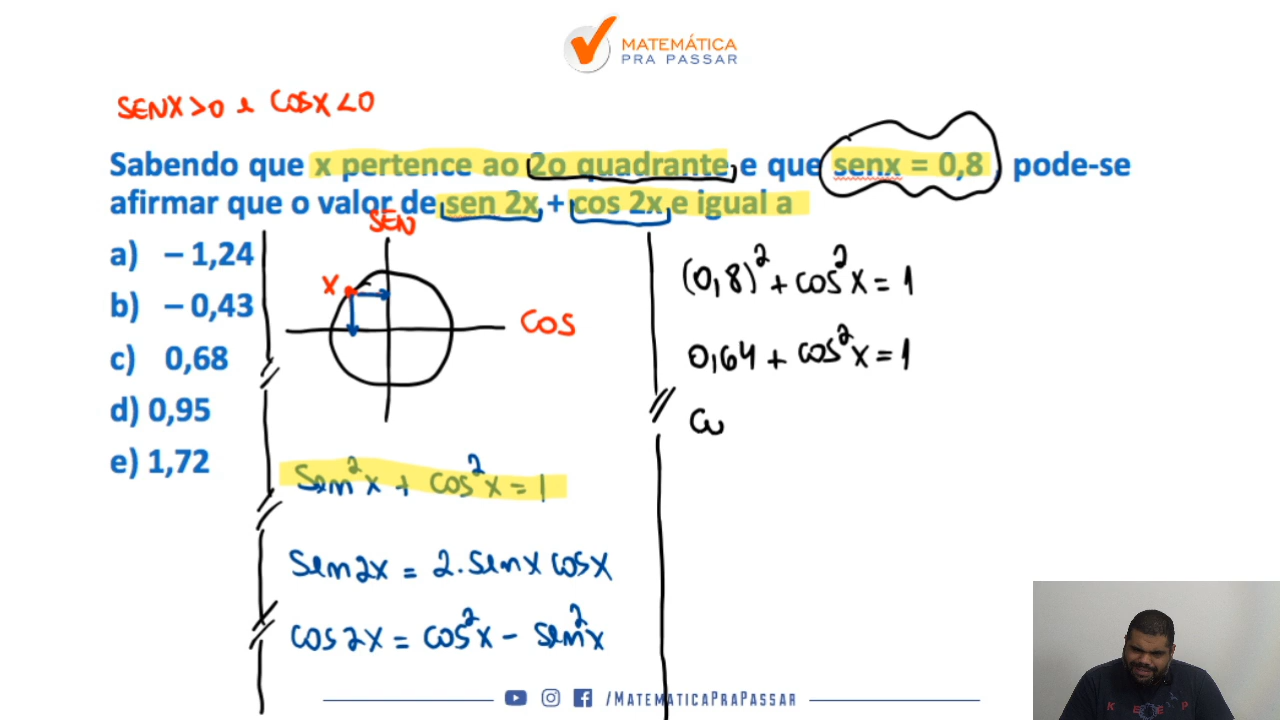 MATEMÁTICA
PRA PASSAR
SENX>0 e COSX<0
Sabendo que x pertence ao 2o quadrante, e que senx = 0,8, pode-se
afirmar que o valor de sen 2x + cos 2x e igual a
a) – 1,24
b) – 0,43
c) 0,68
d) 0,95
e) 1,72
SEN
X
COS
sen²x + cos²x = 1
sen2x = 2.senx cosx
cos2x = cos²x - sen²x
(0,8)² + cos²x = 1
0,64 + cos²x = 1
co
/MATEMATICAPRAPASSAR